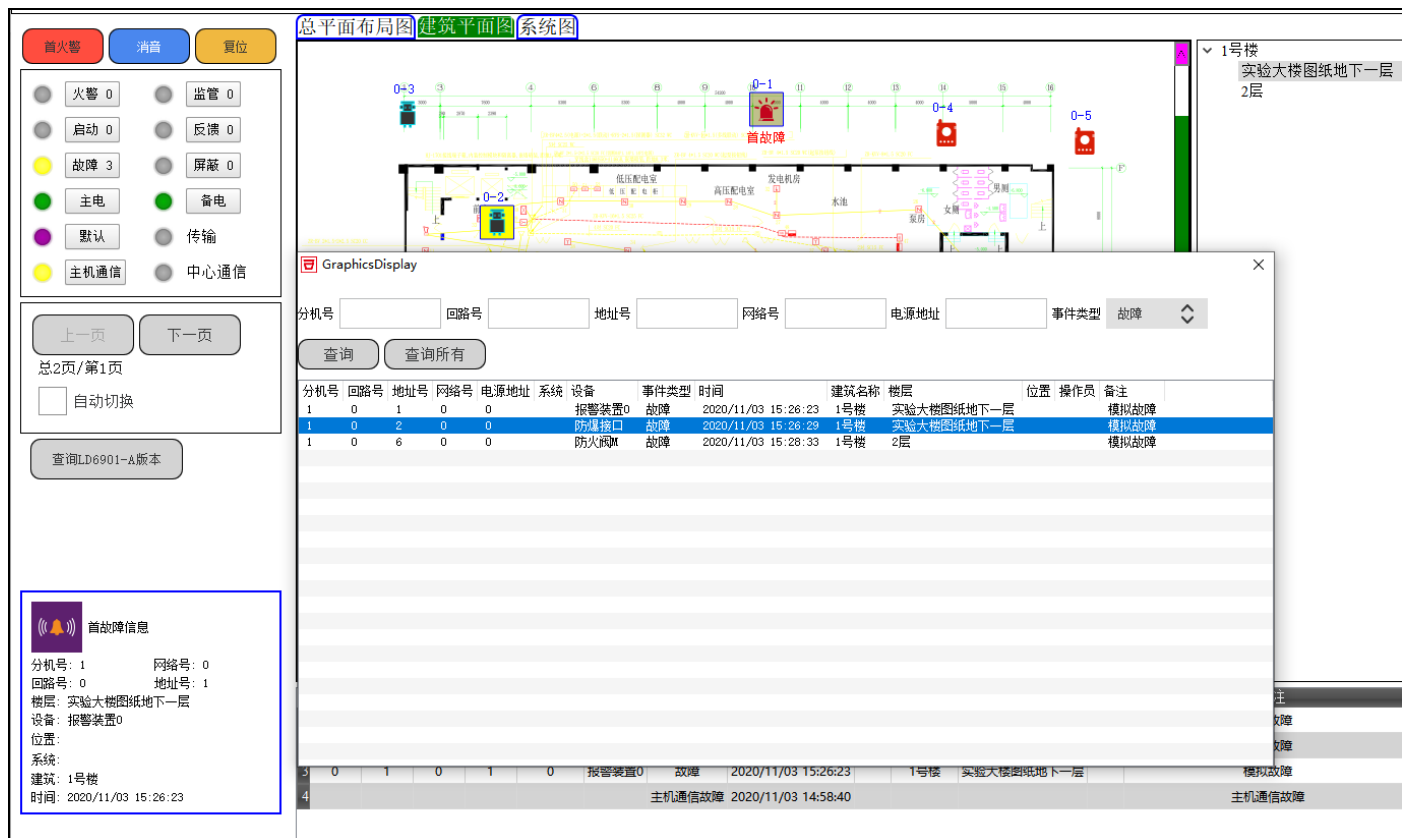 总平面布局图 建筑平面图 系统图
首火警 消音 复位
火警 0 监管 0
启动 0 反馈 0
故障 3 屏蔽 0
主电 备电
默认 传输
主机通信 中心通信
上一页 下一页
总2页/第1页
自动切换
查询LD6901-A版本
首故障信息
分机号: 1 网络号: 0
回路号: 0 地址号: 1
楼层: 实验大楼图纸地下一层
设备: 报警装置0
位置:
系统:
建筑: 1号楼
时间: 2020/11/03 15:26:23
0-3
0-1
首故障
0-4
0-5
0-2
低压配电室
低压配电柜
高压配电室
发电机房
水池
泵房
女厕
男厕
上
上
1号楼
实验大楼图纸地下一层
2层
GraphicsDisplay
分机号 回路号 地址号 网络号 电源地址 事件类型 故障
查询 查询所有
分机号 回路号 地址号 网络号 电源地址 系统 设备 事件类型 时间 建筑名称 楼层 位置 操作员 备注
1 0 1 0 0 报警装置0 故障 2020/11/03 15:26:23 1号楼 实验大楼图纸地下一层 模拟故障
1 0 2 0 0 防爆接口 故障 2020/11/03 15:26:29 1号楼 实验大楼图纸地下一层 模拟故障
1 0 6 0 0 防火阀M 故障 2020/11/03 15:28:33 1号楼 2层 模拟故障
注
故障
故障
3 0 1 0 1 0 报警装置0 故障 2020/11/03 15:26:23 1号楼 实验大楼图纸地下一层 模拟故障
4 主机通信故障 2020/11/03 14:58:40 主机通信故障